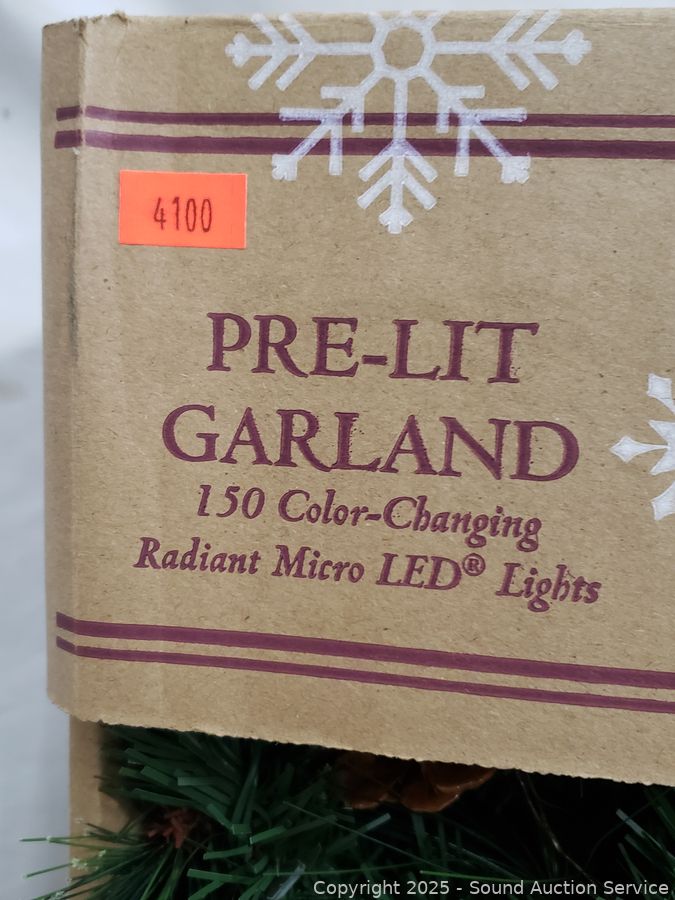 4100
PRE-LIT
GARLAND
150 Color-Changing
Radiant Micro LED® Lights
Copyright 2025 - Sound Auction Service